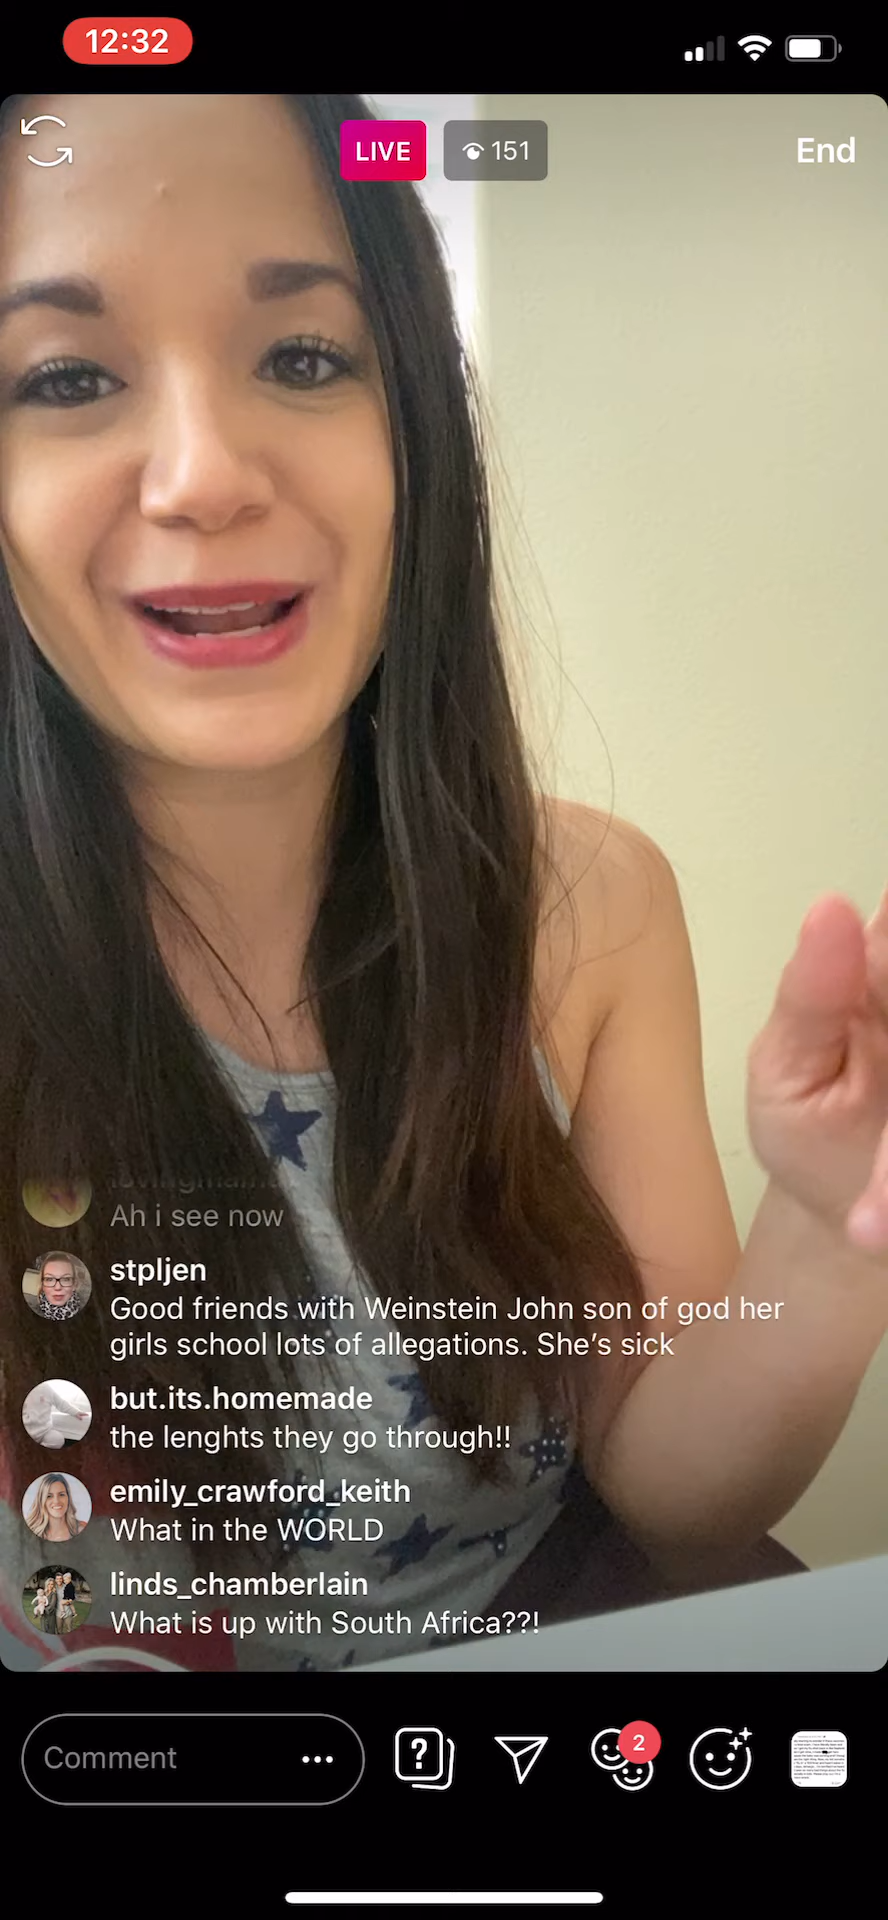 12:32
LIVE
151
End
Ah i see now
stpljen
Good friends with Weinstein John son of god her
girls school lots of allegations. She’s sick
but.its.homemade
the lenghts they go through!!
emily_crawford_keith
What in the WORLD
linds_chamberlain
What is up with South Africa??!
Comment
2